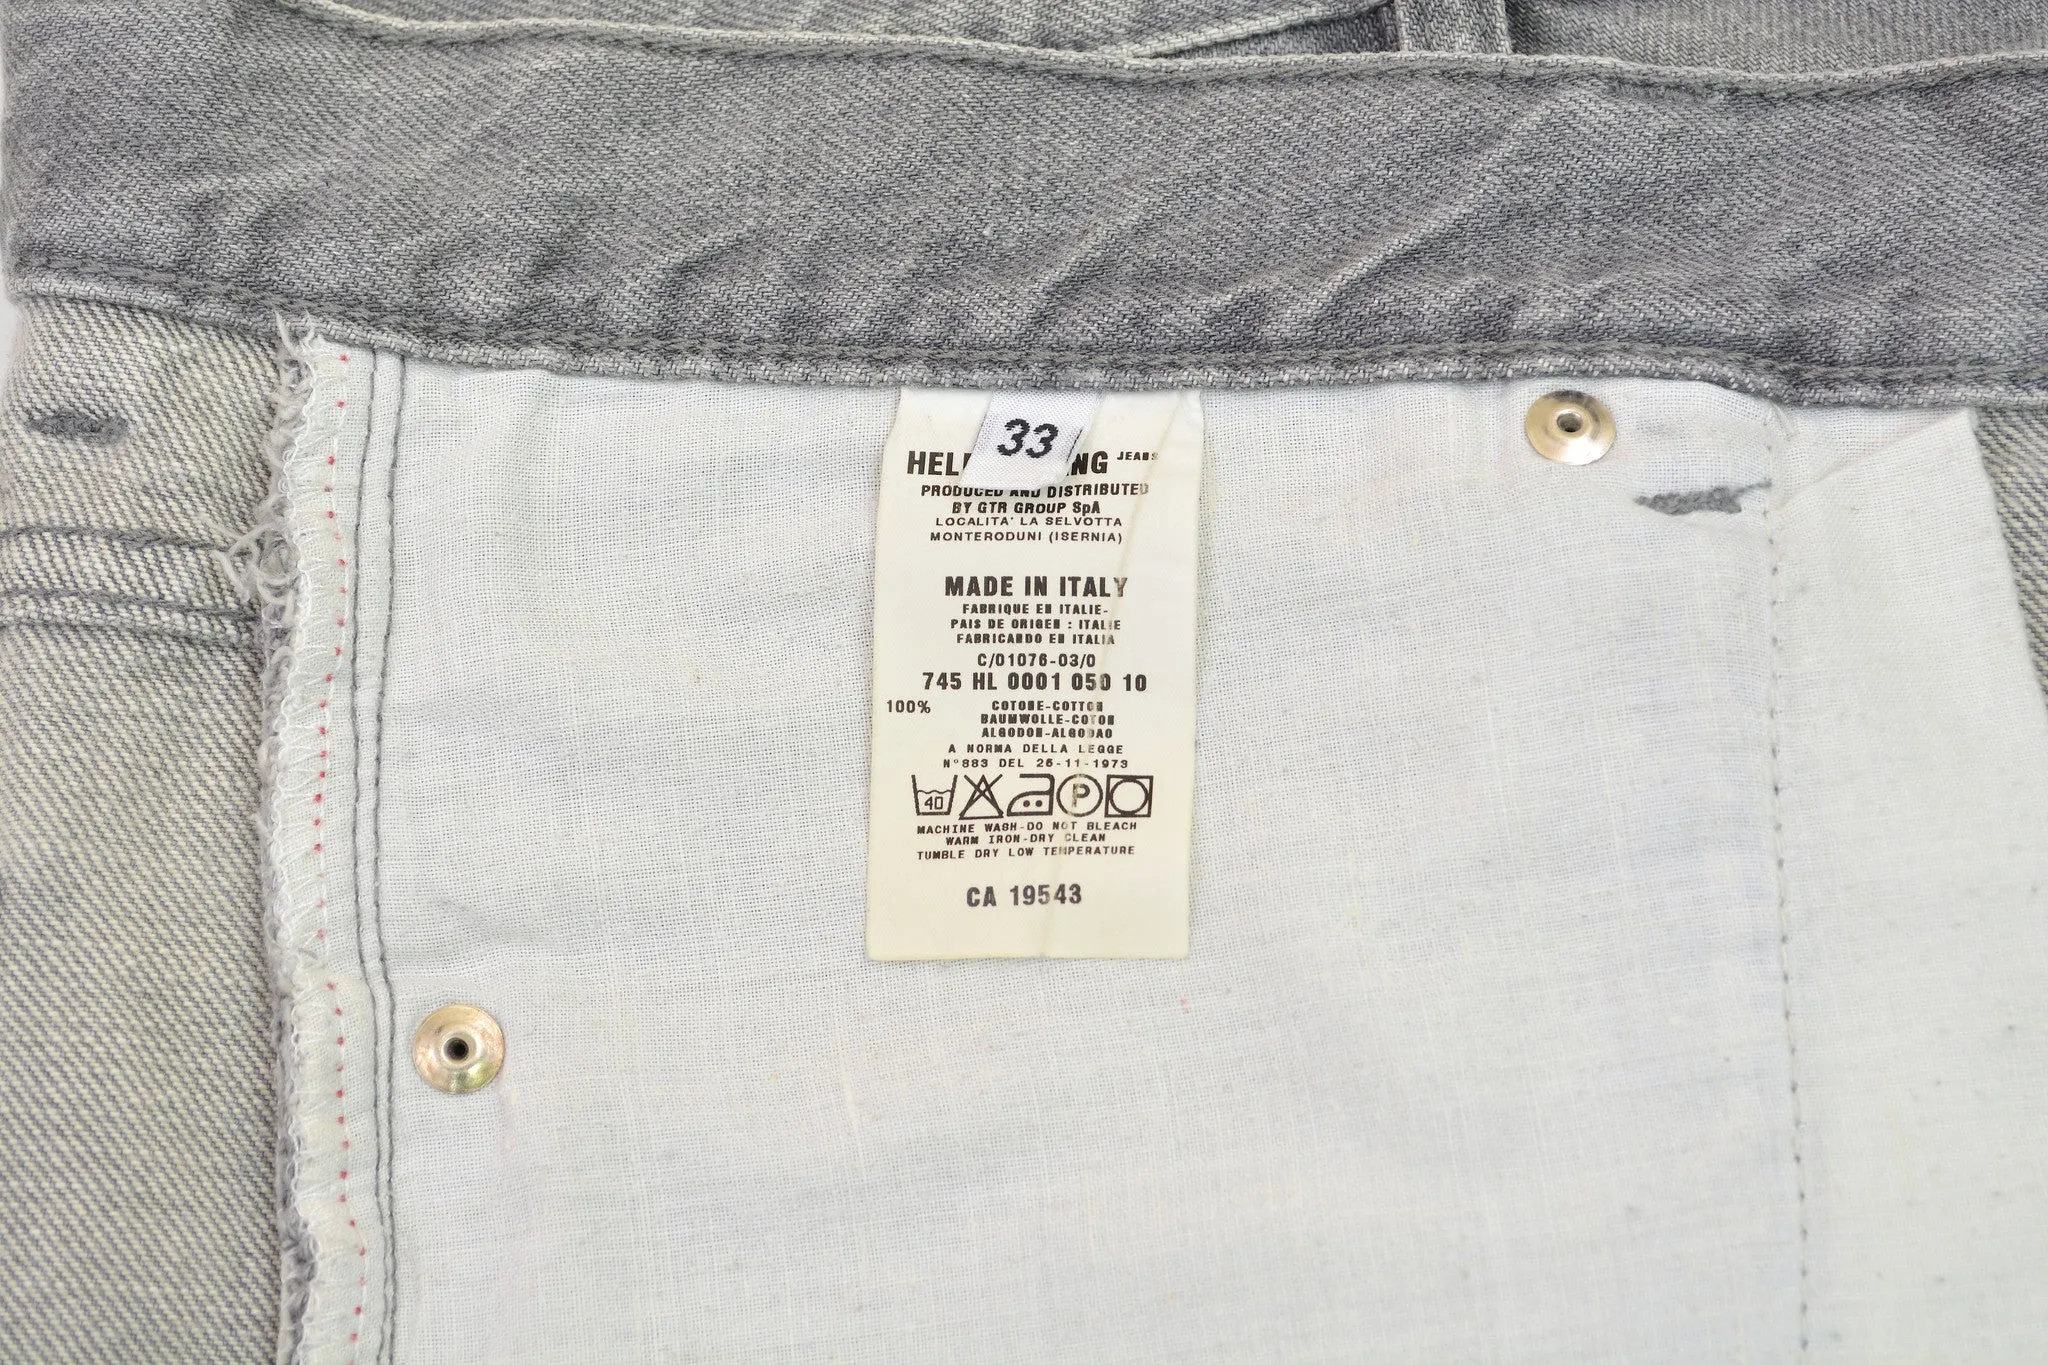 33
HEL NG JEANS
PRODUCED AND DISTRIBUTED
BY GTR GROUP SpA
LOCALITA' LA SELVOTTA
MONTERODUNI (ISERNIA)
MADE IN ITALY
FABRIQUE EN ITALIE-
PAIS DE ORIGEN : ITALIE
FABRICANDO EN ITALIA
C/01076-03/0
745 HL 0001 050 10
100% COTONE-COTTON
BAUMWOLLE-COTON
ALGODON-ALGODAO
A NORMA DELLA LEGGE
N°883 DEL 26-11-1973
40 P
MACHINE WASH-DO NOT BLEACH
WARM IRON-DRY CLEAN
TUMBLE DRY LOW TEMPERATURE
CA 19543